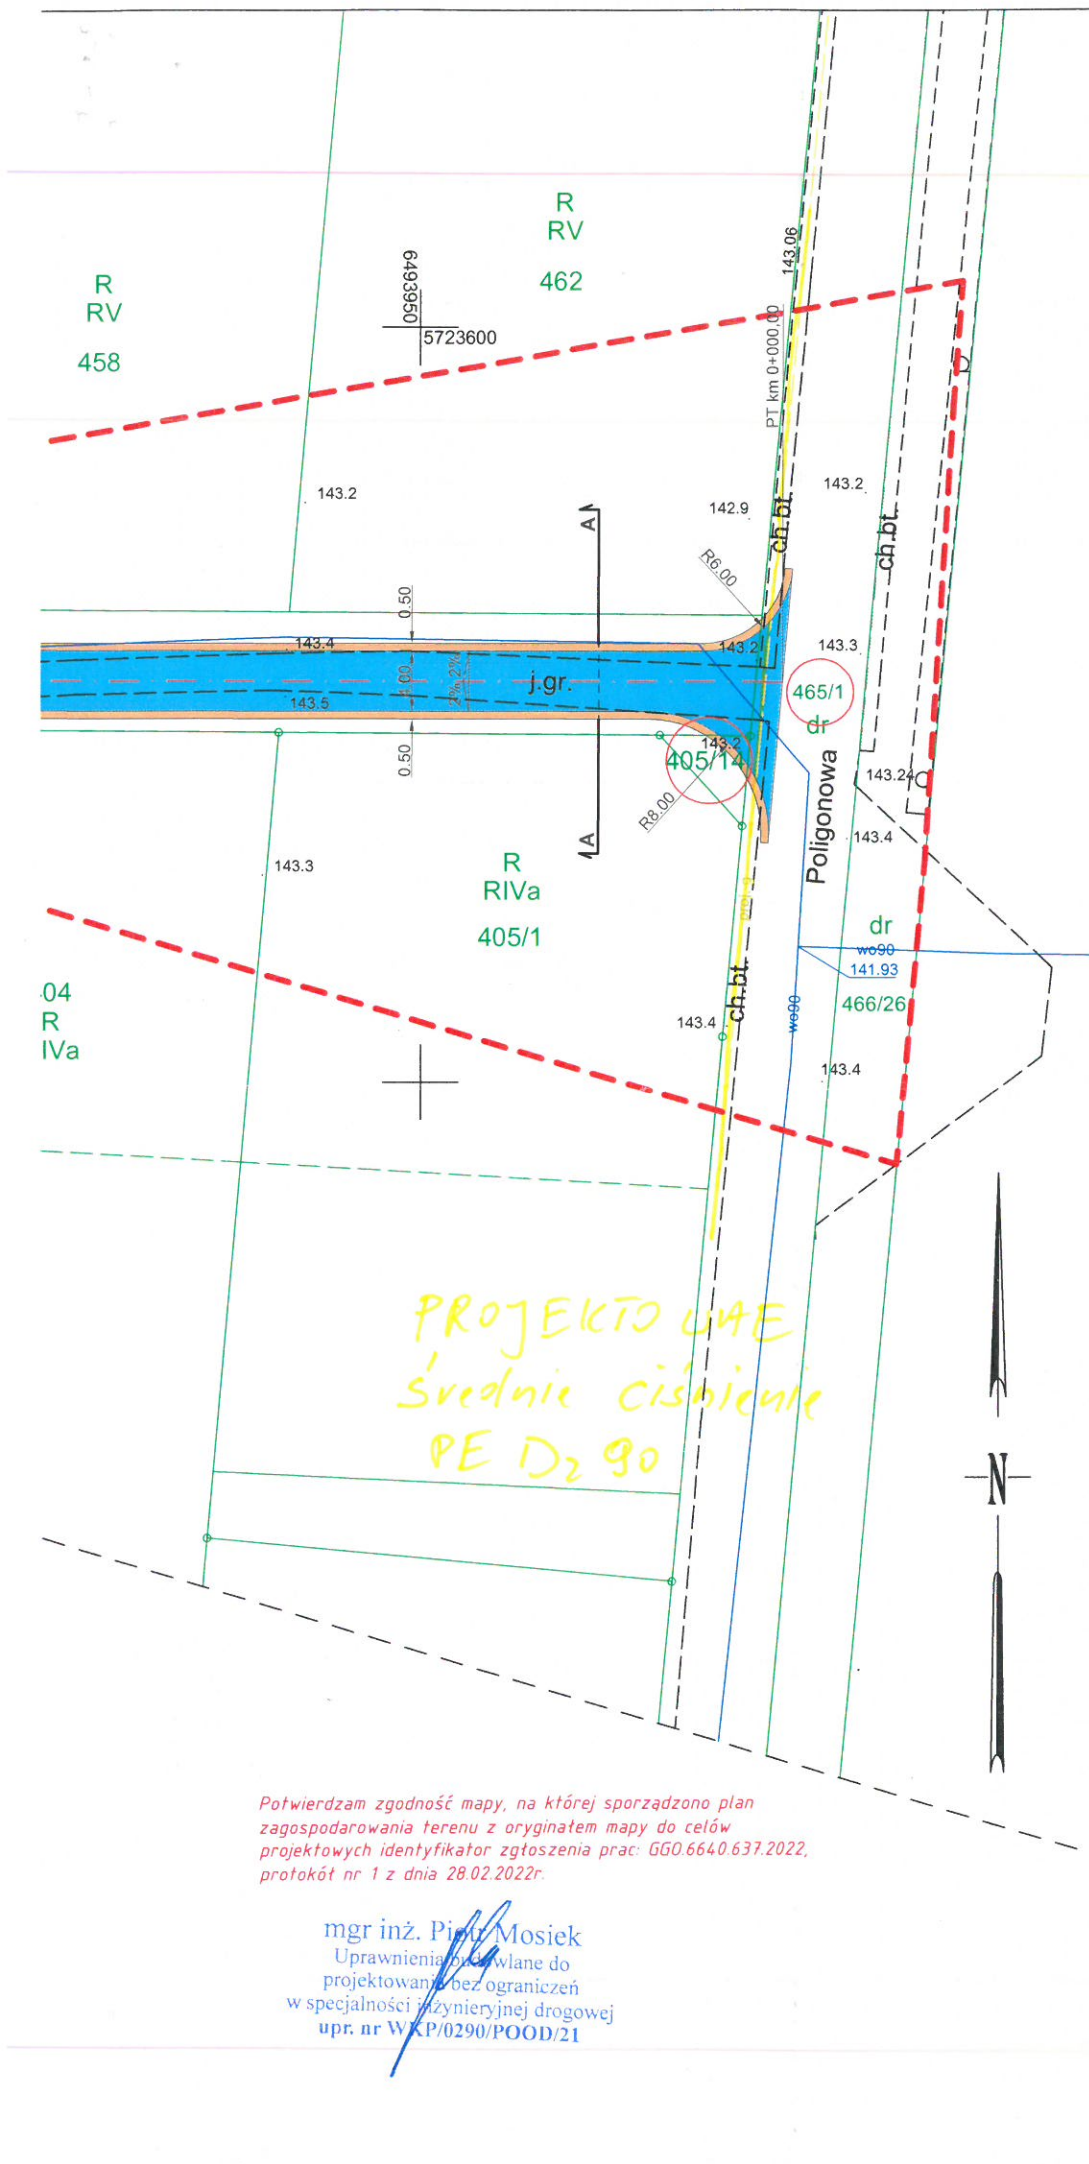 R
RV
462
R
RV
458
6493950
5723600
143.06
PT km 0+000,00
143.2
142.9
143.2
ch.bt.
ch.bt.
A
R6.00
0.50
143.4
143.2
143.3
2%
2%
j.gr.
465/1
dr
143.5
143.2
405/14
0.50
R8.00
A
Poligonowa
143.24
143.4
143.3
R
RIVa
405/1
dr
wo90
141.93
466/26
04
R
IVa
ch.bt.
143.4
wo90
143.4
PROJEKTOWANE
średnie ciśnienie
PE Dz 90
N
Potwierdzam zgodność mapy, na której sporządzono plan
zagospodarowania terenu z oryginałem mapy do celów
projektowych identyfikator zgłoszenia prac: GGO.6640.637.2022,
protokół nr 1 z dnia 28.02.2022r.
mgr inż. Piotr Mosiek
Uprawnienia budowlane do
projektowania bez ograniczeń
w specjalności inżynieryjnej drogowej
upr. nr WKP/0290/POOD/21